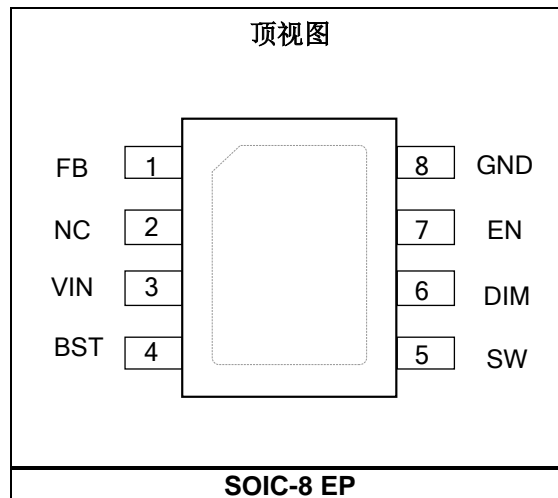 顶视图
FB 1 8 GND
NC 2 7 EN
VIN 3 6 DIM
BST 4 5 SW
SOIC-8 EP